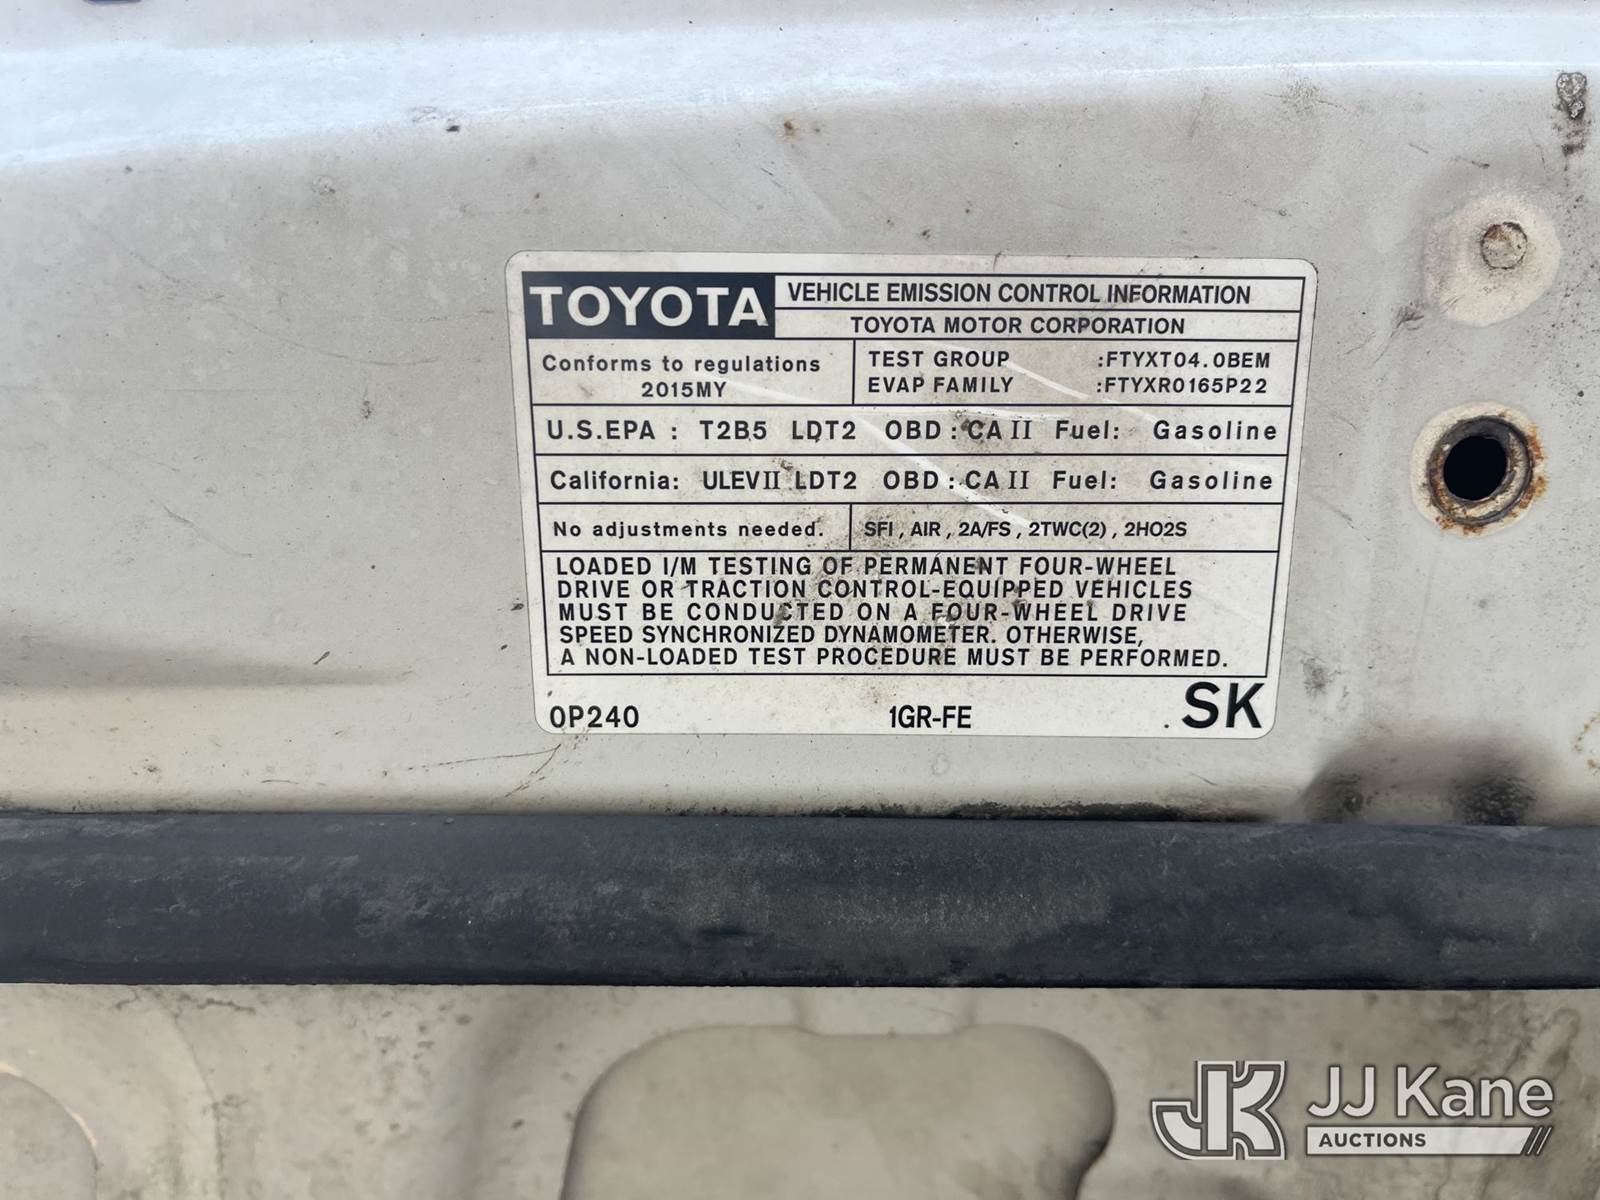 TOYOTA VEHICLE EMISSION CONTROL INFORMATION
TOYOTA MOTOR CORPORATION
Conforms to regulations
2015MY
TEST GROUP :FTYXT04.0BEM
EVAP FAMILY :FTYXR0165P22
U.S.EPA : T2B5 LDT2 OBD : CA II Fuel: Gasoline
California: ULEV II LDT2 OBD : CA II Fuel: Gasoline
No adjustments needed. SFI , AIR , 2A/FS , 2TWC(2) , 2HO2S
LOADED I/M TESTING OF PERMANENT FOUR-WHEEL
DRIVE OR TRACTION CONTROL-EQUIPPED VEHICLES
MUST BE CONDUCTED ON A FOUR-WHEEL DRIVE
SPEED SYNCHRONIZED DYNAMOMETER. OTHERWISE,
A NON-LOADED TEST PROCEDURE MUST BE PERFORMED.
0P240 1GR-FE . SK
JK JJ Kane
AUCTIONS